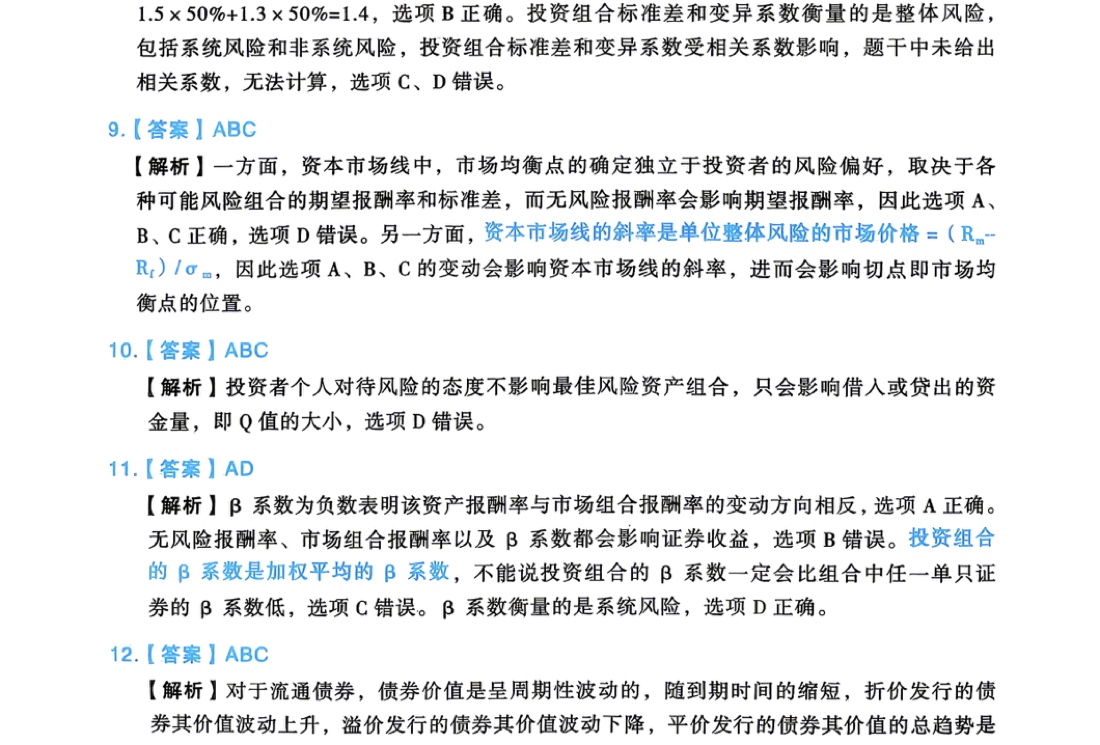 1.5×50%+1.3×50%=1.4，选项 B 正确。投资组合标准差和变异系数衡量的是整体风险，
包括系统风险和非系统风险，投资组合标准差和变异系数受相关系数影响，题干中未给出
相关系数，无法计算，选项 C、D 错误。
9.【答案】ABC
【解析】一方面，资本市场线中，市场均衡点的确定独立于投资者的风险偏好，取决于各
种可能风险组合的期望报酬率和标准差，而无风险报酬率会影响期望报酬率，因此选项 A、
B、C 正确，选项 D 错误。另一方面，资本市场线的斜率是单位整体风险的市场价格 =（Rm--
Rf）/σm，因此选项 A、B、C 的变动会影响资本市场线的斜率，进而会影响切点即市场均
衡点的位置。
10.【答案】ABC
【解析】投资者个人对待风险的态度不影响最佳风险资产组合，只会影响借入或贷出的资
金量，即 Q 值的大小，选项 D 错误。
11.【答案】AD
【解析】β 系数为负数表明该资产报酬率与市场组合报酬率的变动方向相反，选项 A 正确。
无风险报酬率、市场组合报酬率以及 β 系数都会影响证券收益，选项 B 错误。投资组合
的 β 系数是加权平均的 β 系数，不能说投资组合的 β 系数一定会比组合中任一单只证
券的 β 系数低，选项 C 错误。β 系数衡量的是系统风险，选项 D 正确。
12.【答案】ABC
【解析】对于流通债券，债券价值是呈周期性波动的，随到期时间的缩短，折价发行的债
券其价值波动上升，溢价发行的债券其价值波动下降，平价发行的债券其价值的总趋势是